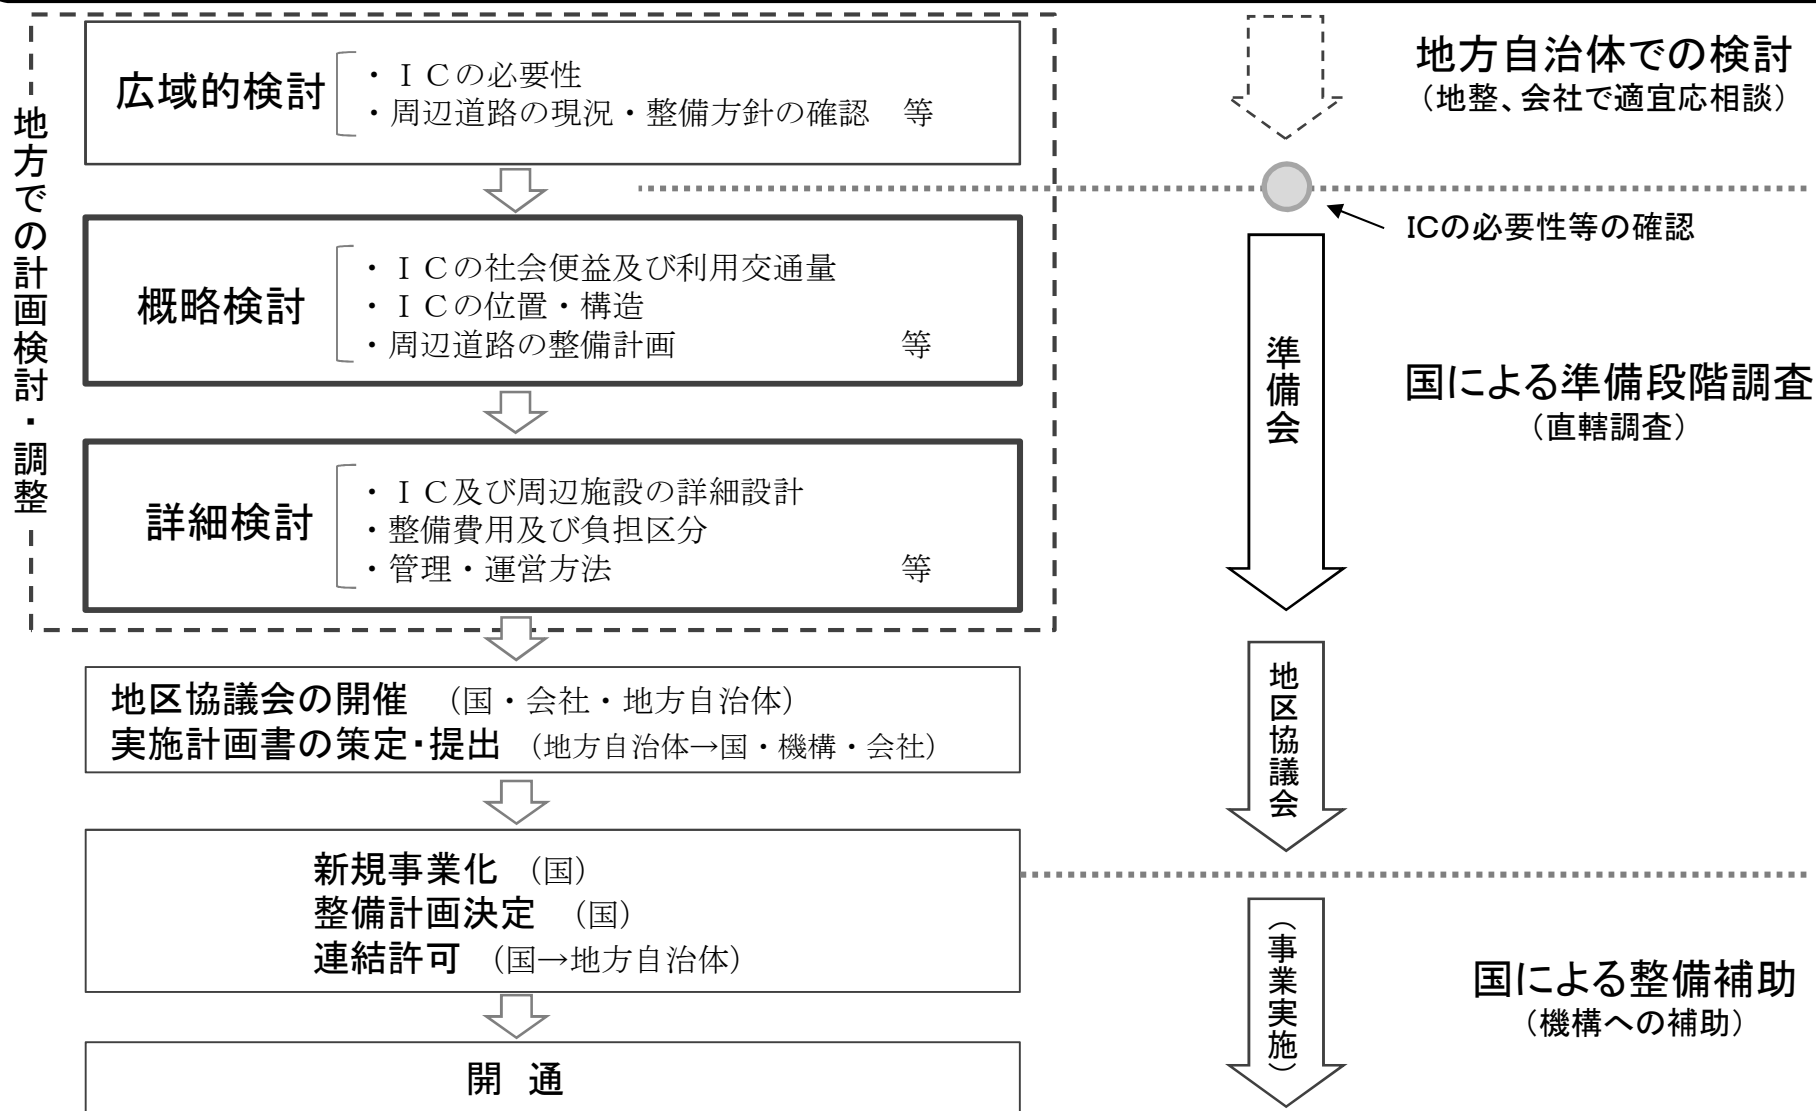 地方での計画検討・調整
広域的検討
・ＩＣの必要性
・周辺道路の現況・整備方針の確認　等
概略検討
・ＩＣの社会便益及び利用交通量
・ＩＣの位置・構造
・周辺道路の整備計画　等
詳細検討
・ＩＣ及び周辺施設の詳細設計
・整備費用及び負担区分
・管理・運営方法　等
地区協議会の開催　（国・会社・地方自治体）
実施計画書の策定・提出　（地方自治体→国・機構・会社）
新規事業化　（国）
整備計画決定　（国）
連結許可　（国→地方自治体）
開　通
地方自治体での検討
（地整、会社で適宜応相談）
ICの必要性等の確認
準備会
国による準備段階調査
（直轄調査）
地区協議会
（事業実施）
国による整備補助
（機構への補助）